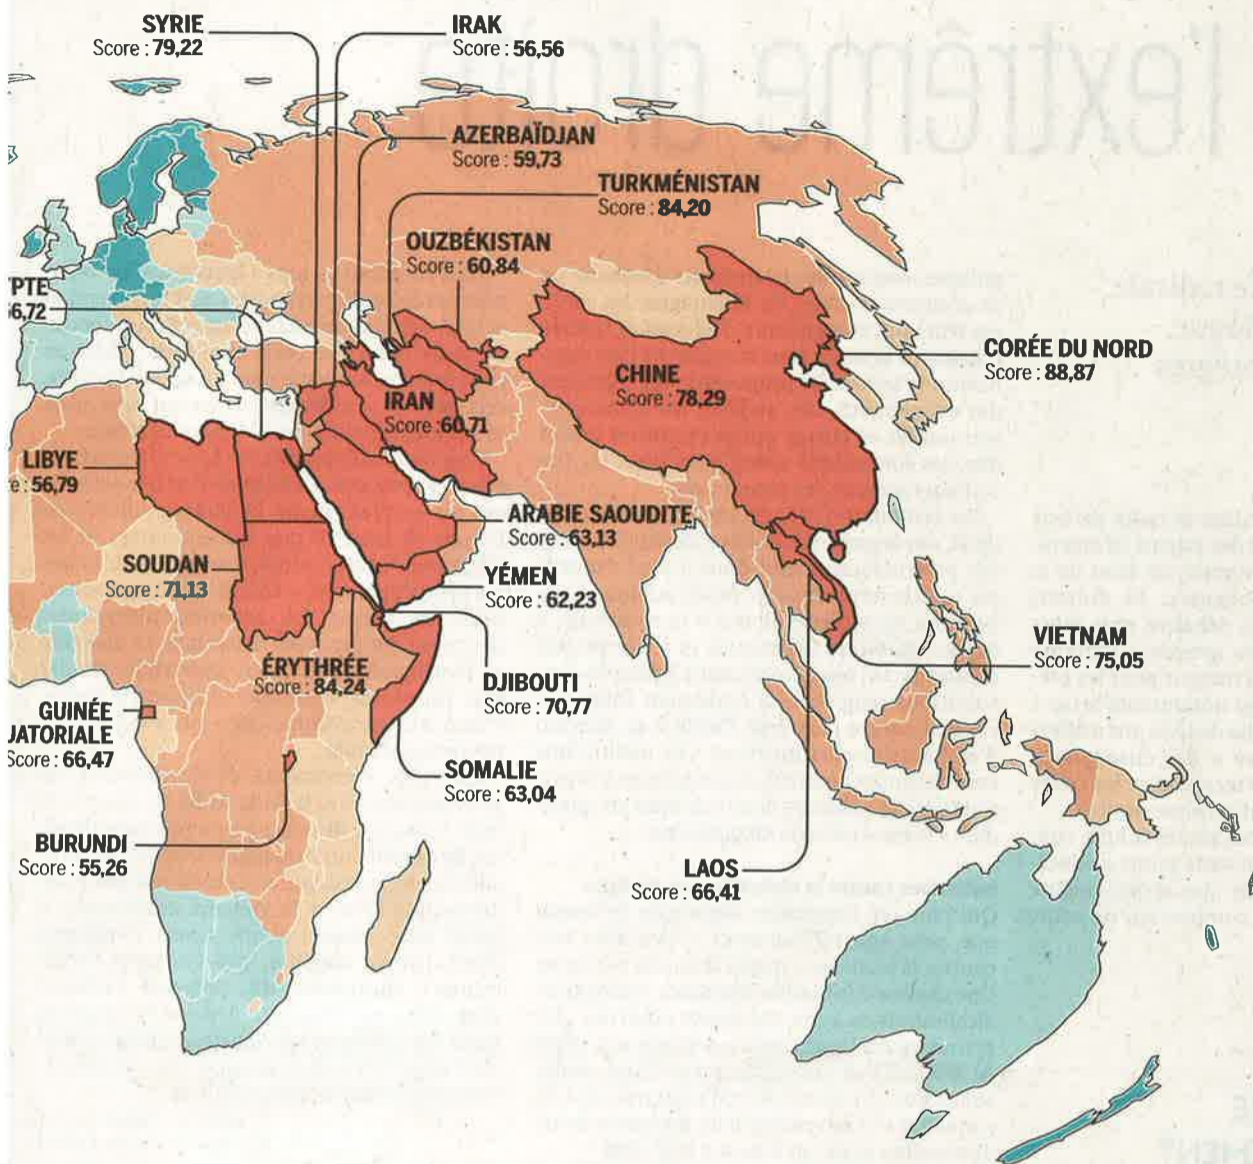 SYRIE
Score : 79,22
IRAK
Score : 56,56
AZERBAÏDJAN
Score : 59,73
TURKMÉNISTAN
Score : 84,20
OUZBÉKISTAN
Score : 60,84
YPTE
56,72
CORÉE DU NORD
Score : 88,87
CHINE
Score : 78,29
IRAN
Score : 60,71
LIBYE
e : 56,79
ARABIE SAOUDITE
Score : 63,13
SOUDAN
Score : 71,13
YÉMEN
Score : 62,23
VIETNAM
Score : 75,05
ÉRYTHRÉE
Score : 84,24
DJIBOUTI
Score : 70,77
GUINÉE
UATORIALE
Score : 66,47
SOMALIE
Score : 63,04
BURUNDI
Score : 55,26
LAOS
Score : 66,41